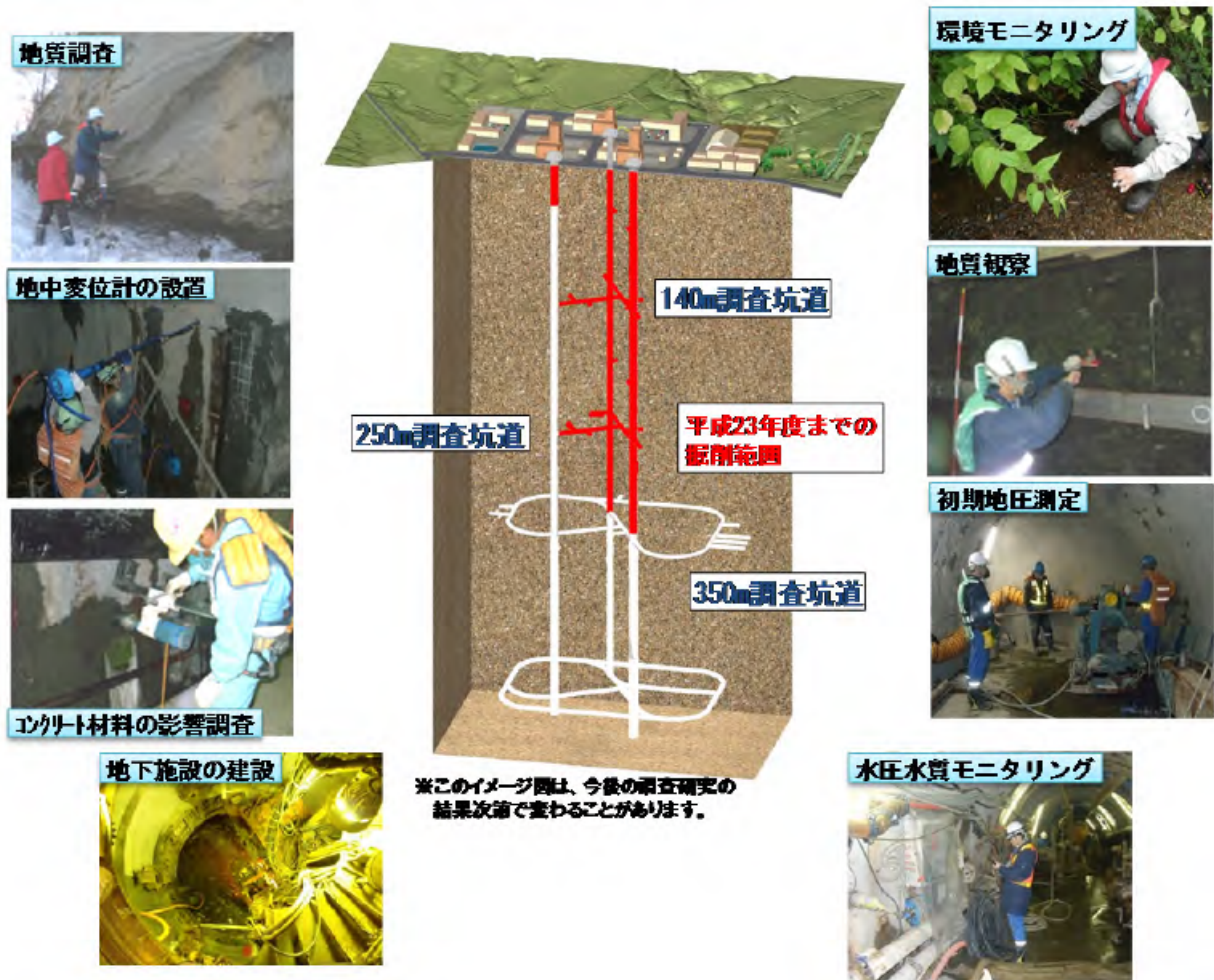 地質調査
環境モニタリング
地中変位計の設置
地質観察
140m調査坑道
250m調査坑道
平成23年度までの
掘削範囲
初期地圧測定
350m調査坑道
コンクリート材料の影響調査
地下施設の建設
水圧水質モニタリング
※このイメージ図は、今後の調査研究の
結果次第で変わることがあります。